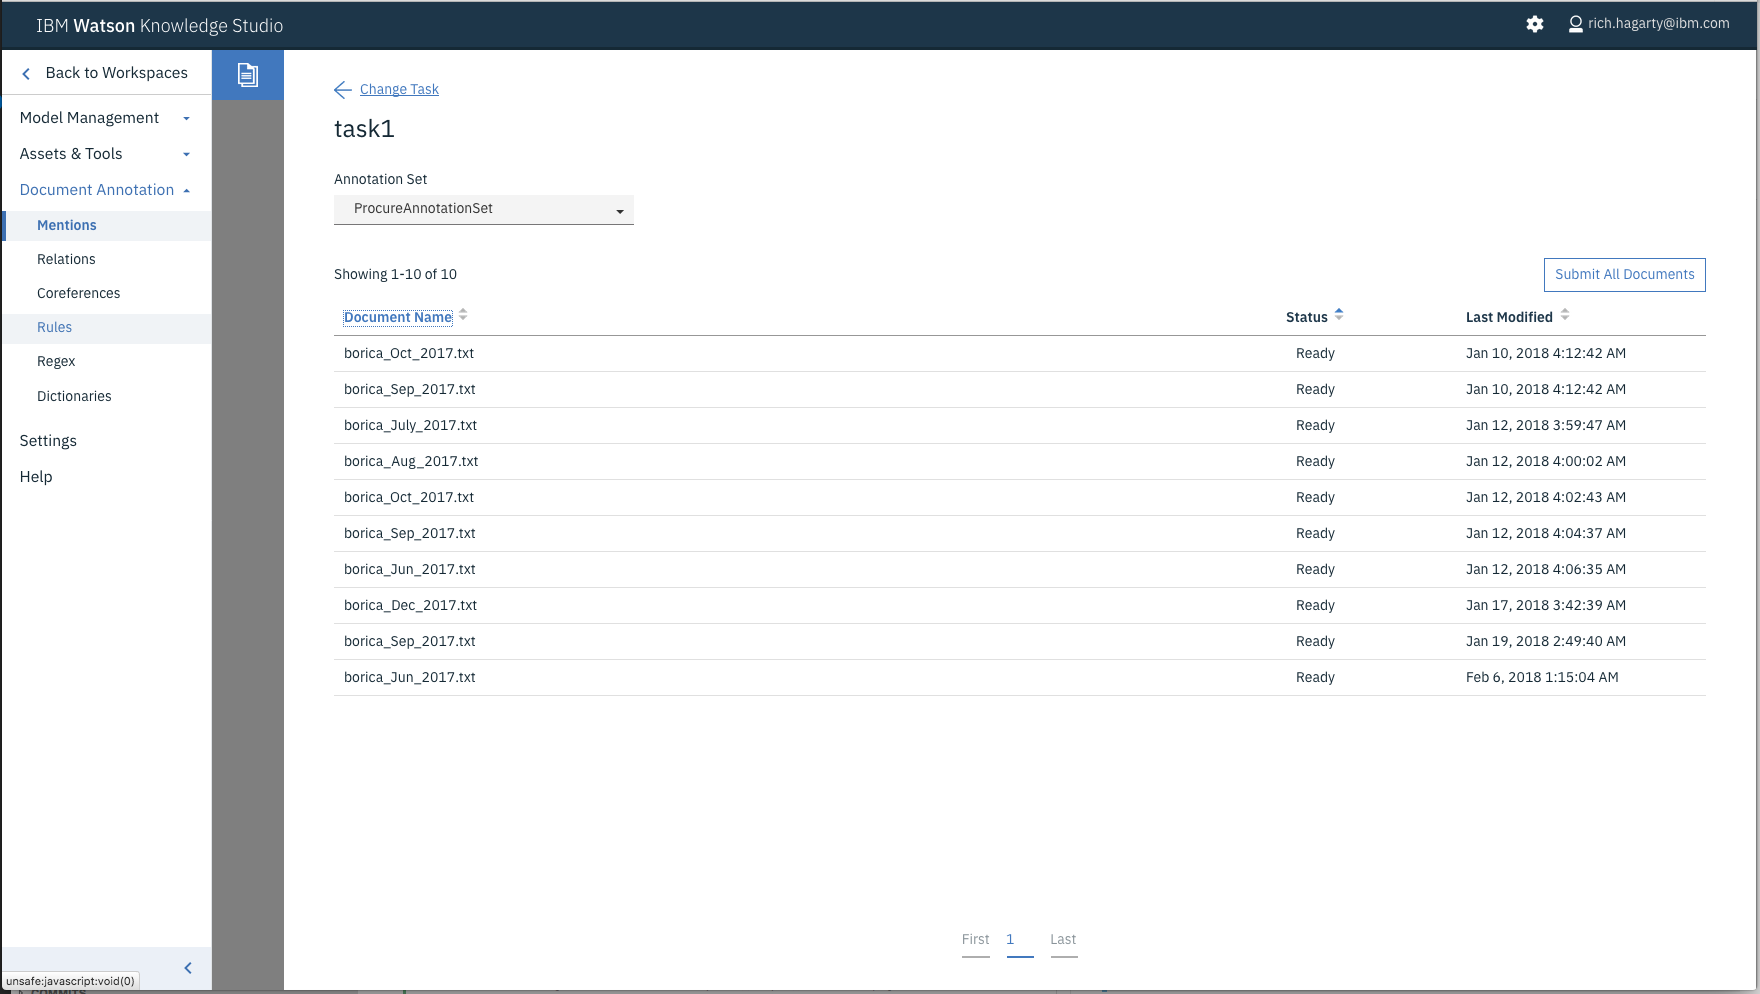 IBM Watson Knowledge Studio
rich.hagarty@ibm.com
Back to Workspaces
Model Management
Assets & Tools
Document Annotation
Mentions
Relations
Coreferences
Rules
Regex
Dictionaries
Settings
Help
Change Task
task1
Annotation Set
ProcureAnnotationSet
Showing 1-10 of 10
Submit All Documents
Document Name Status Last Modified
borica_Oct_2017.txt Ready Jan 10, 2018 4:12:42 AM
borica_Sep_2017.txt Ready Jan 10, 2018 4:12:42 AM
borica_July_2017.txt Ready Jan 12, 2018 3:59:47 AM
borica_Aug_2017.txt Ready Jan 12, 2018 4:00:02 AM
borica_Oct_2017.txt Ready Jan 12, 2018 4:02:43 AM
borica_Sep_2017.txt Ready Jan 12, 2018 4:04:37 AM
borica_Jun_2017.txt Ready Jan 12, 2018 4:06:35 AM
borica_Dec_2017.txt Ready Jan 17, 2018 3:42:39 AM
borica_Sep_2017.txt Ready Jan 19, 2018 2:49:40 AM
borica_Jun_2017.txt Ready Feb 6, 2018 1:15:04 AM
First 1 Last
unsafe:javascript:void(0)